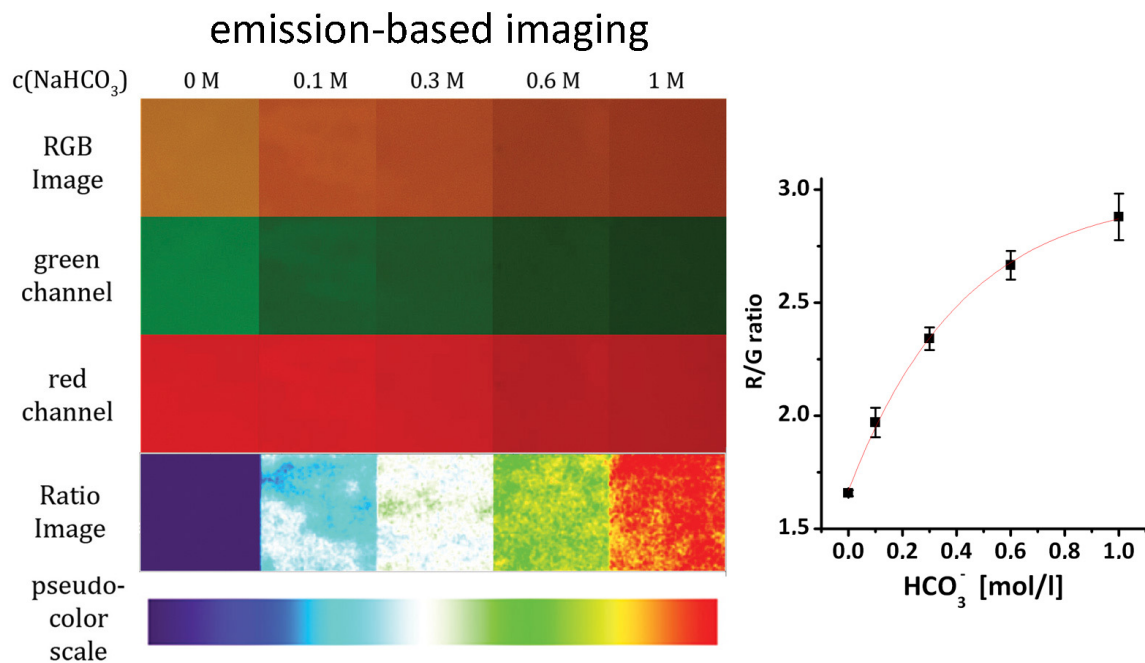 emission-based imaging
c(NaHCO₃) 0 M 0.1 M 0.3 M 0.6 M 1 M
RGB
Image
green
channel
red
channel
Ratio
Image
pseudo-
color
scale
3.0
2.5
2.0
1.5
R/G ratio
0.0 0.2 0.4 0.6 0.8 1.0
HCO₃⁻ [mol/l]